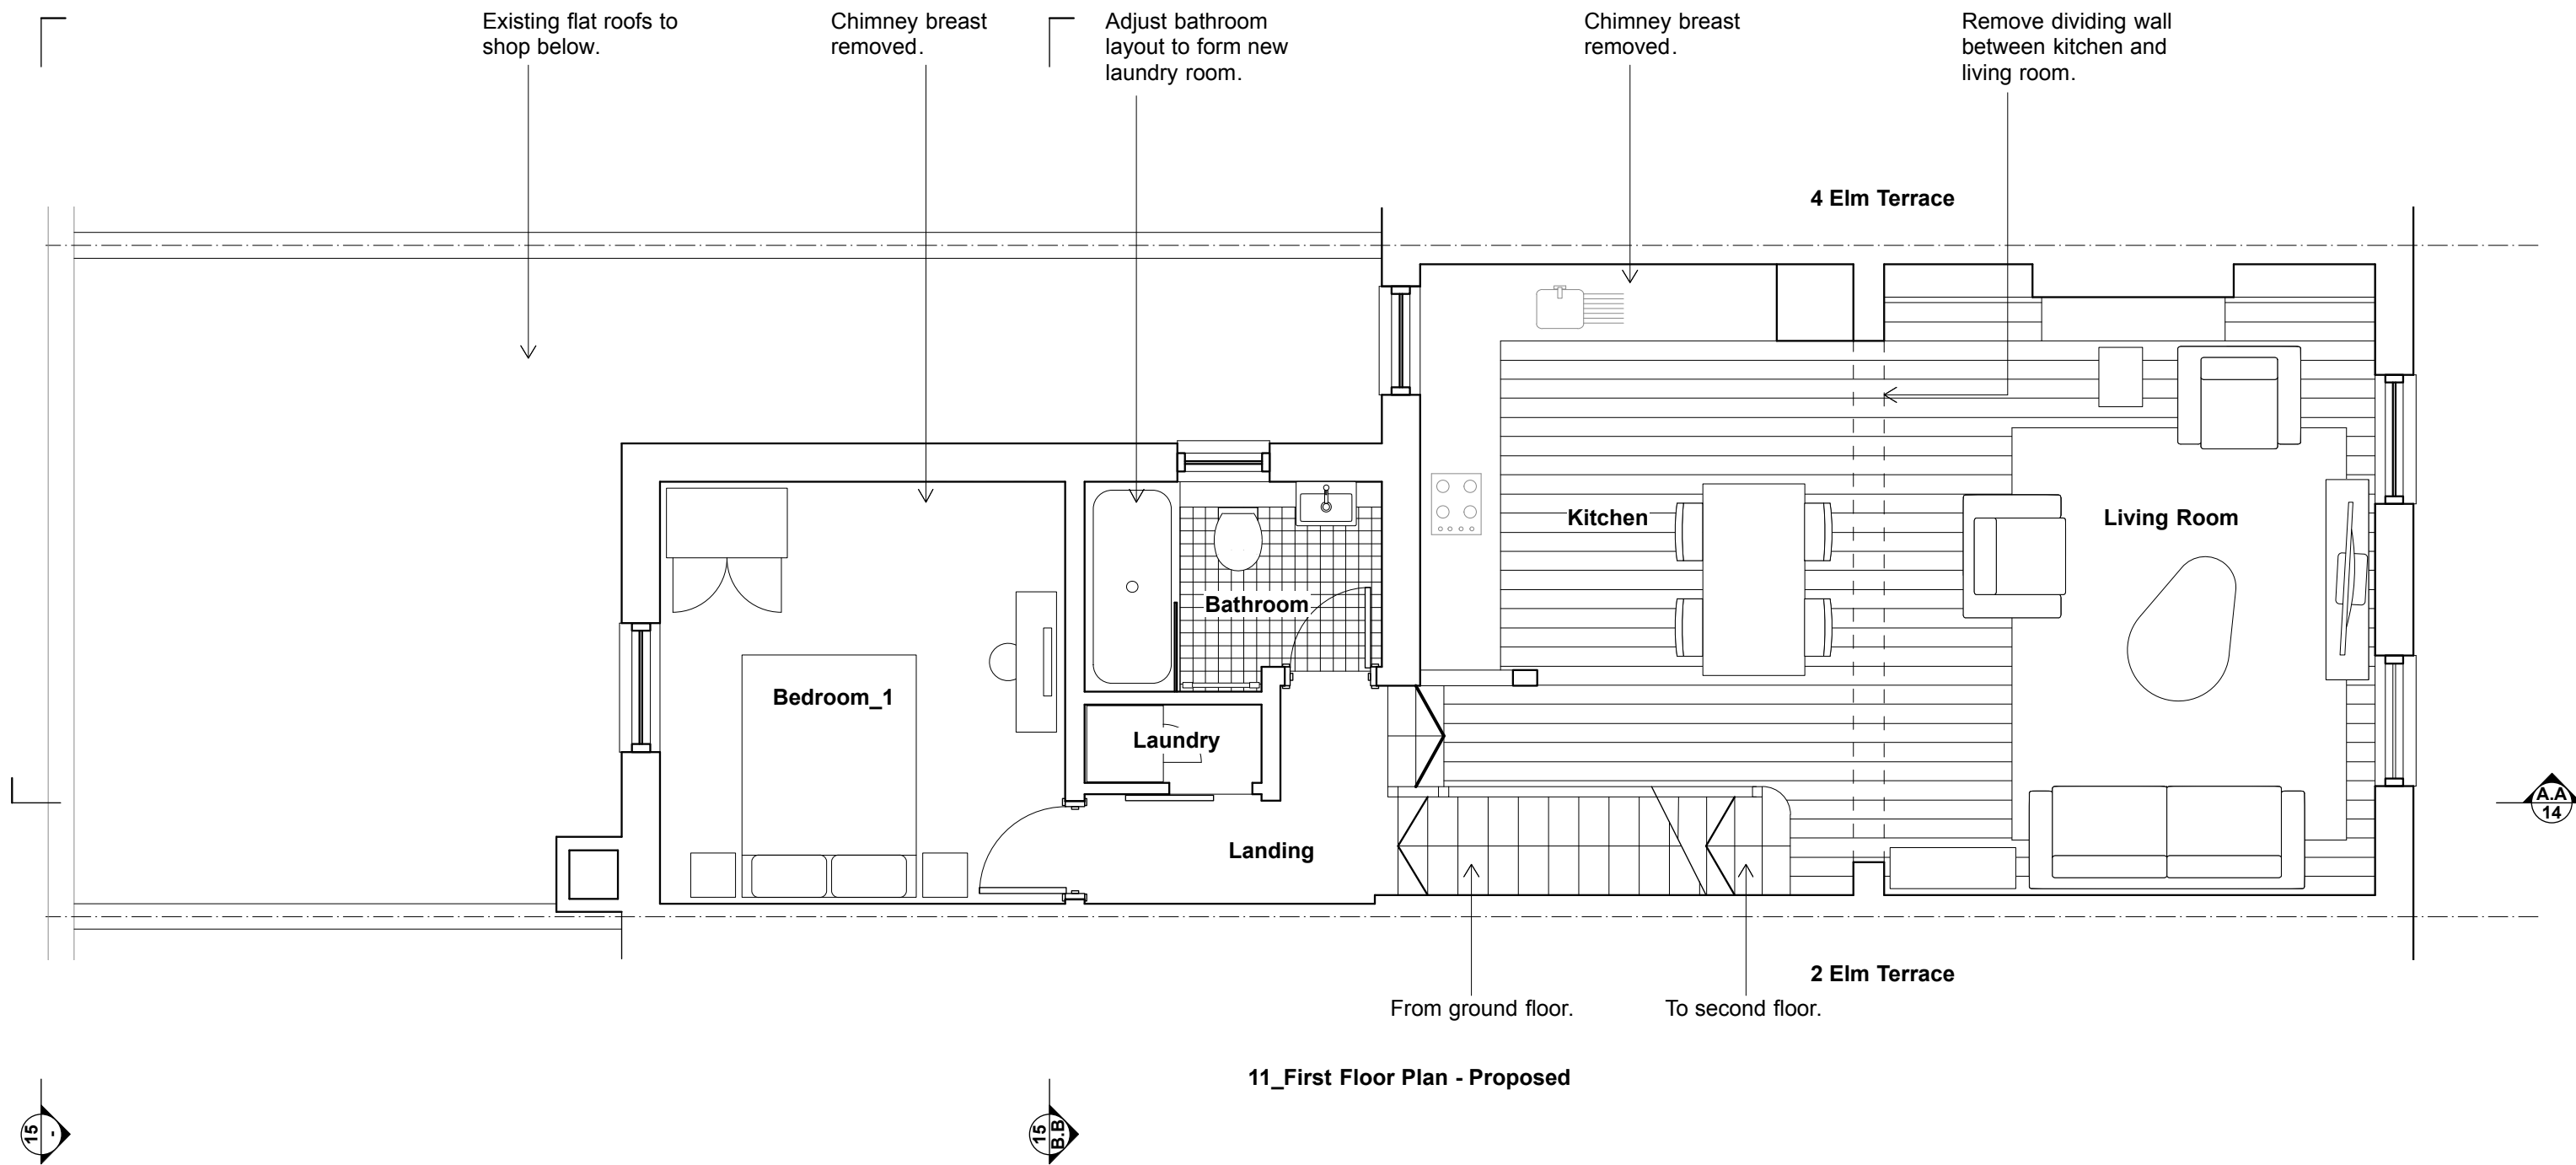 Existing flat roofs to
shop below.
Chimney breast
removed.
Adjust bathroom
layout to form new
laundry room.
Chimney breast
removed.
Remove dividing wall
between kitchen and
living room.
4 Elm Terrace
Kitchen
Living Room
Bathroom
Bedroom_1
Laundry
Landing
A.A
14
2 Elm Terrace
From ground floor.
To second floor.
11_First Floor Plan - Proposed
15
-
15
B.B